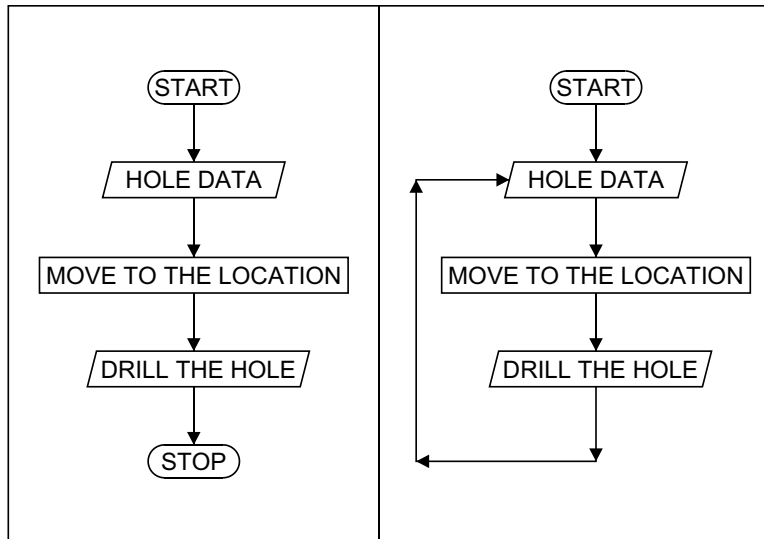 START
HOLE DATA
MOVE TO THE LOCATION
DRILL THE HOLE
STOP
START
HOLE DATA
MOVE TO THE LOCATION
DRILL THE HOLE